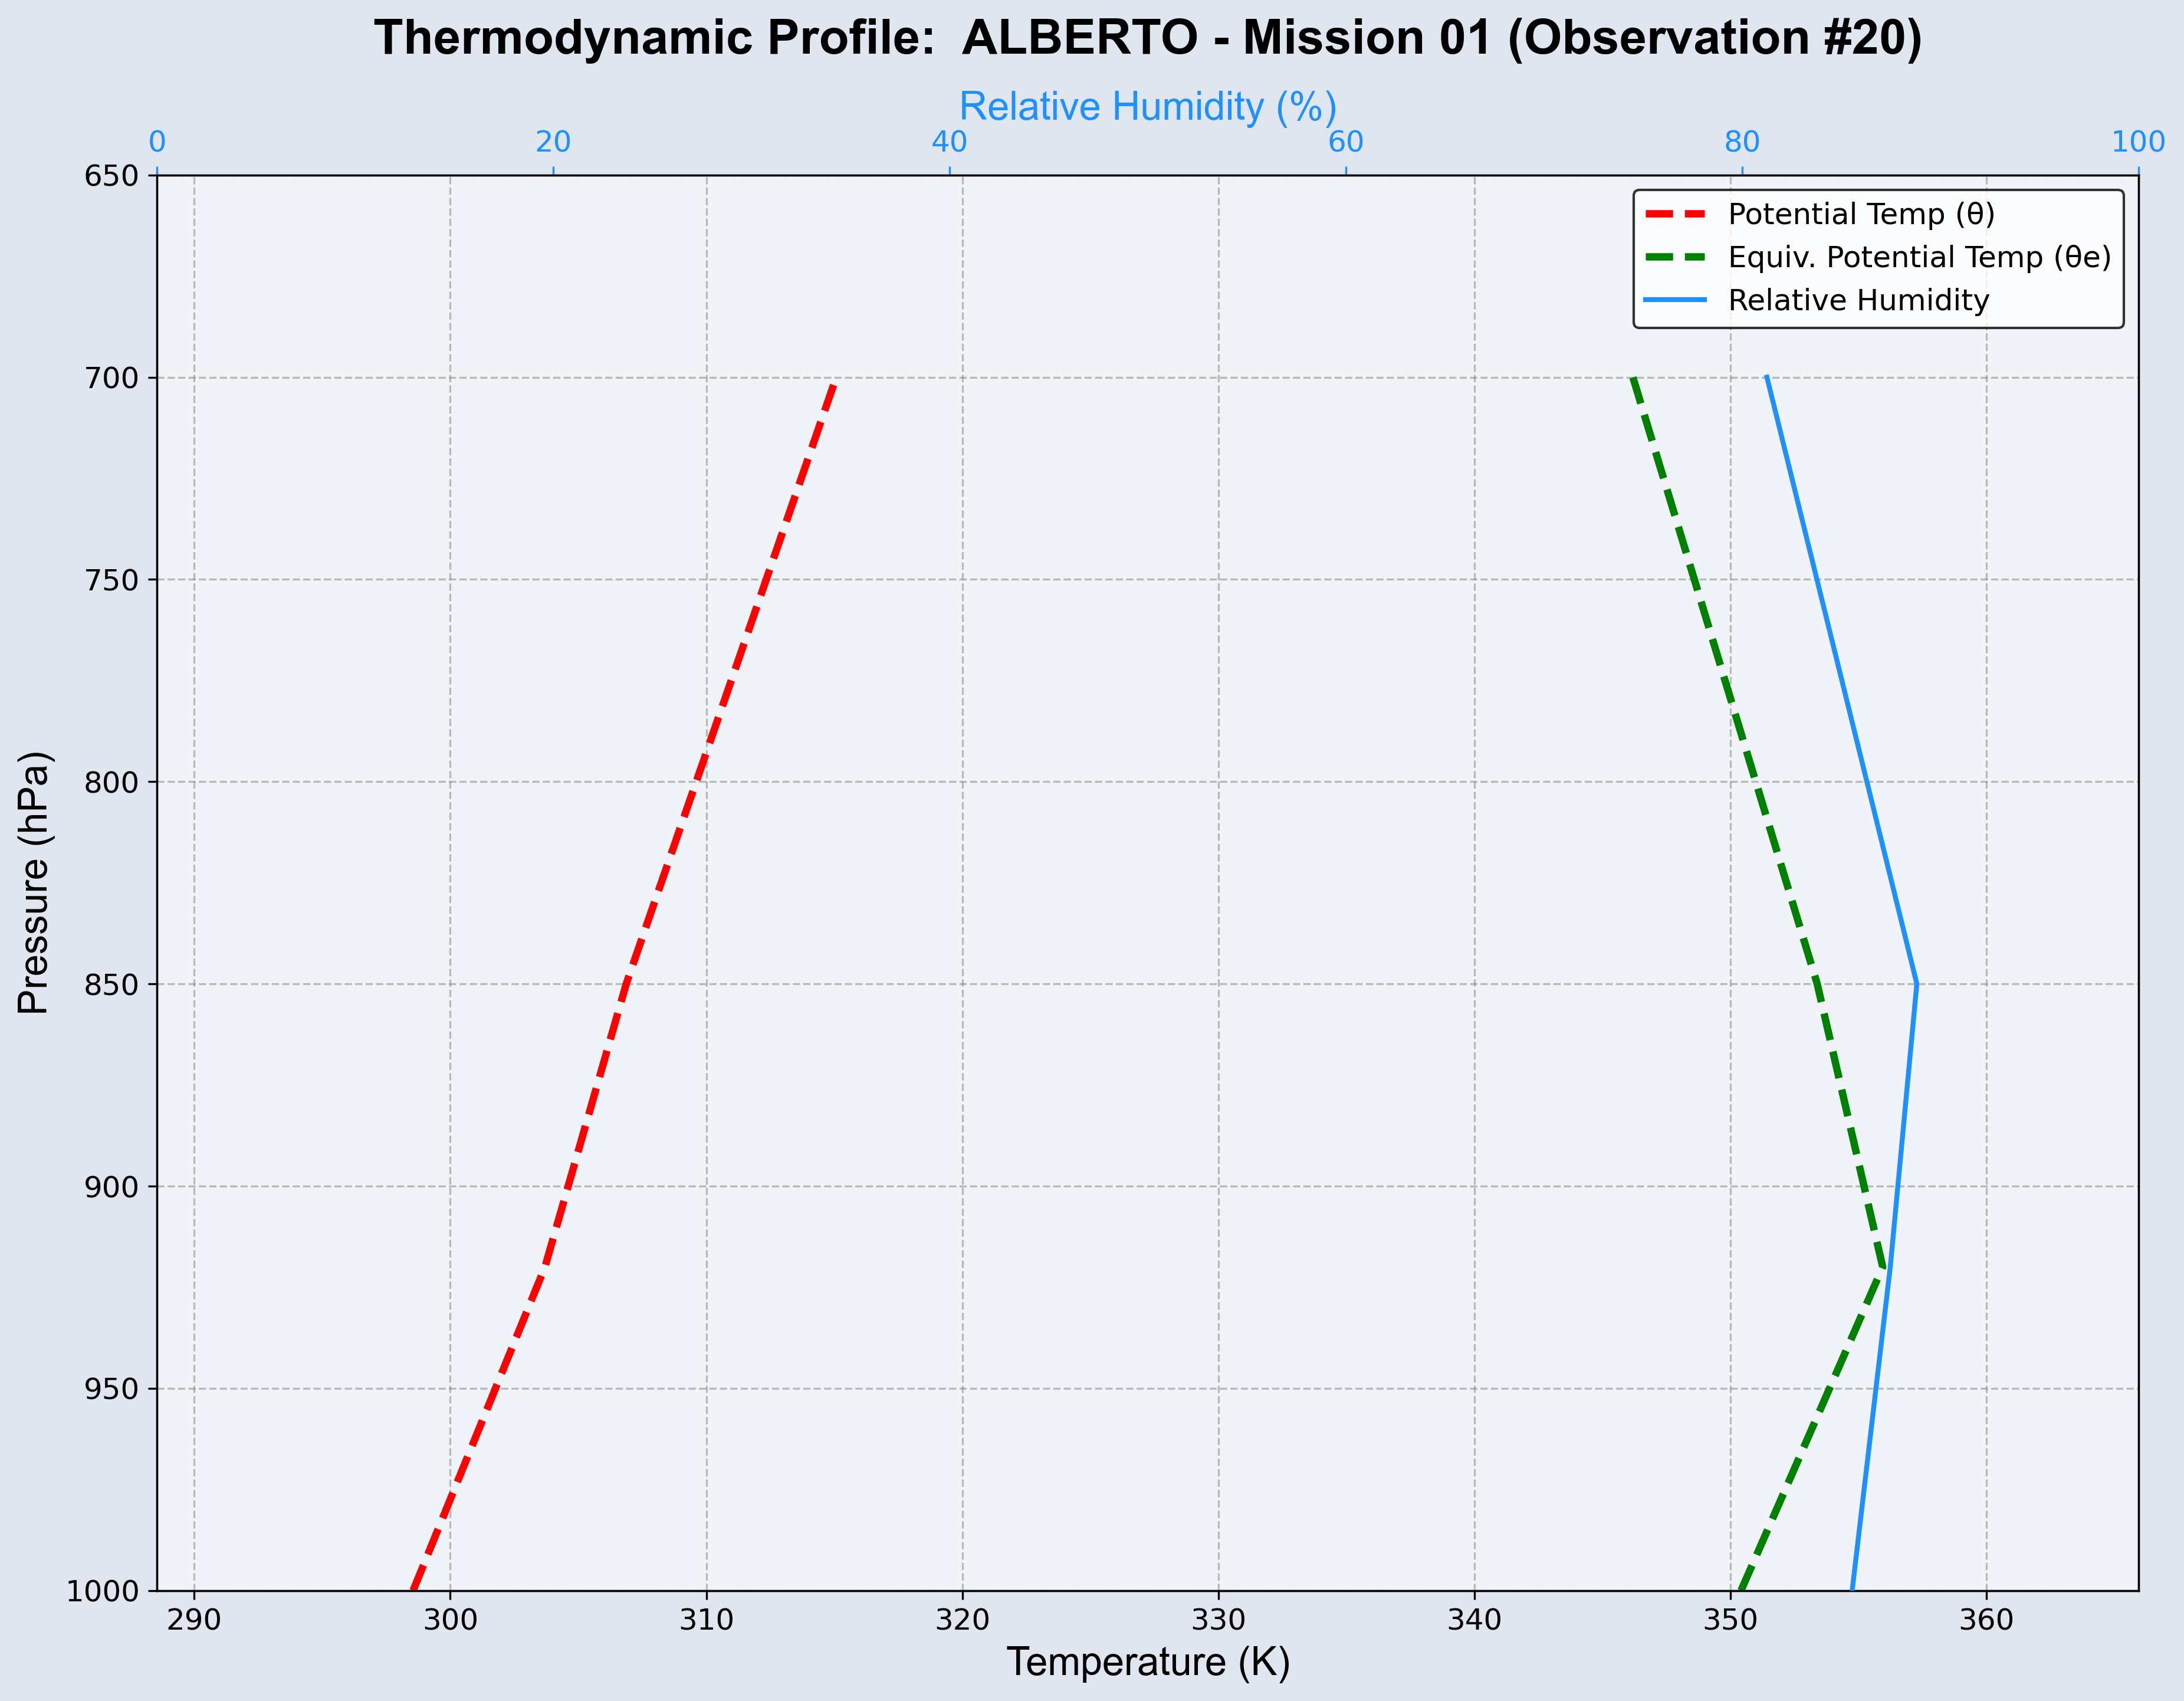 Thermodynamic Profile:  ALBERTO - Mission 01 (Observation #20)
Relative Humidity (%)
0 20 40 60 80 100
Potential Temp (θ)
Equiv. Potential Temp (θe)
Relative Humidity
Pressure (hPa)
650
700
750
800
850
900
950
1000
290 300 310 320 330 340 350 360
Temperature (K)